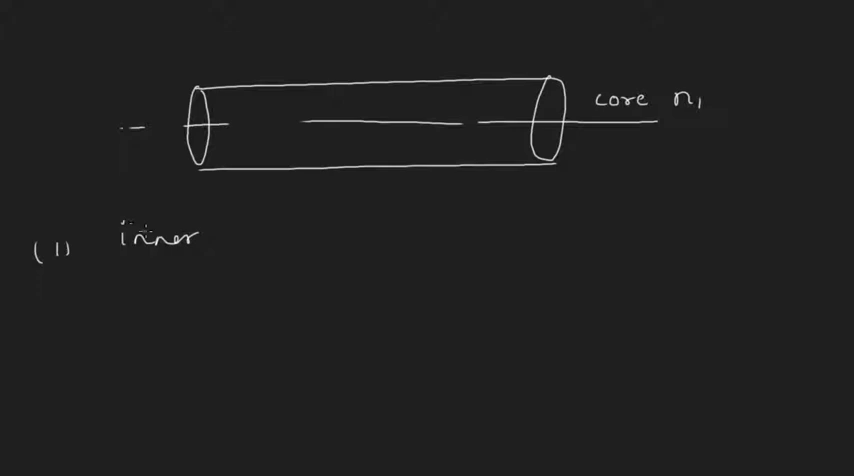 core n₁
(1) inner